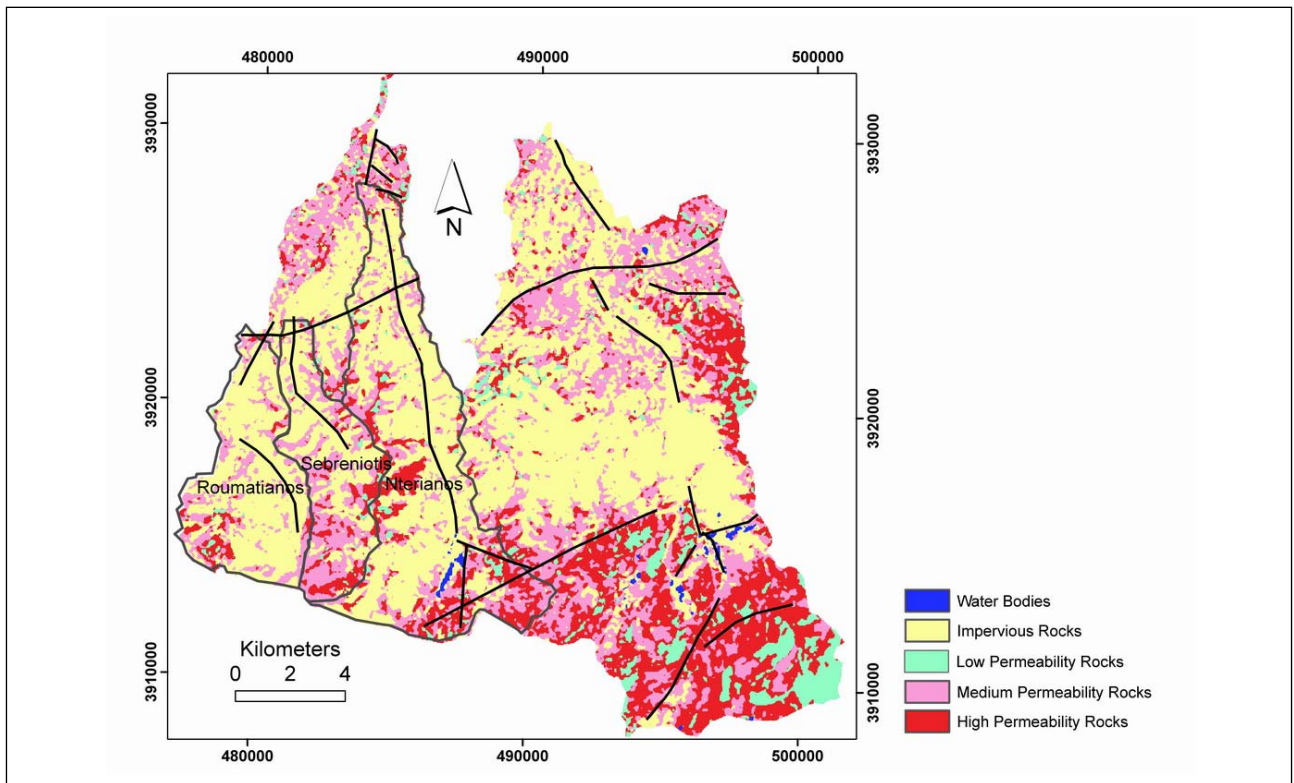 480000 490000 500000
3930000
3930000
N
3920000
3920000
Sebreniotis
Roumatianos
Nterianos
Water Bodies
Impervious Rocks
Kilometers
0 2 4
Low Permeability Rocks
3910000
3910000
Medium Permeability Rocks
High Permeability Rocks
480000 490000 500000